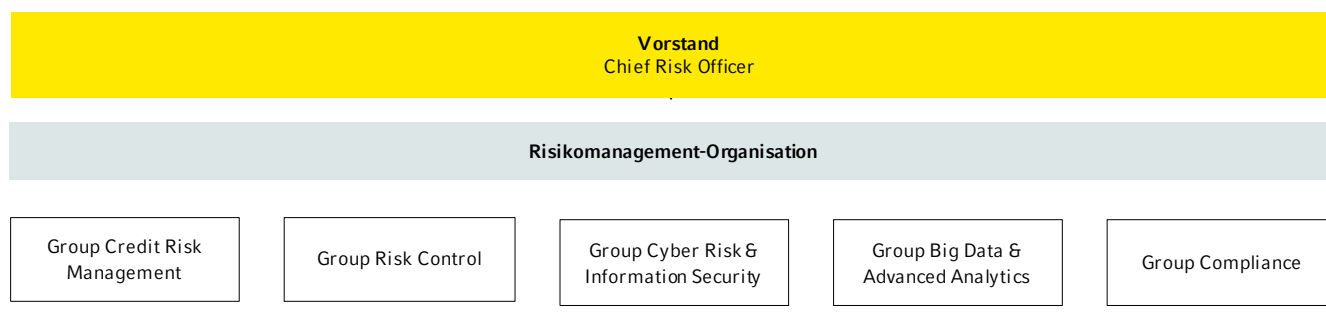 Vorstand
Chief Risk Officer
Risikomanagement-Organisation
Group Credit Risk
Management
Group Risk Control
Group Cyber Risk &
Information Security
Group Big Data &
Advanced Analytics
Group Compliance